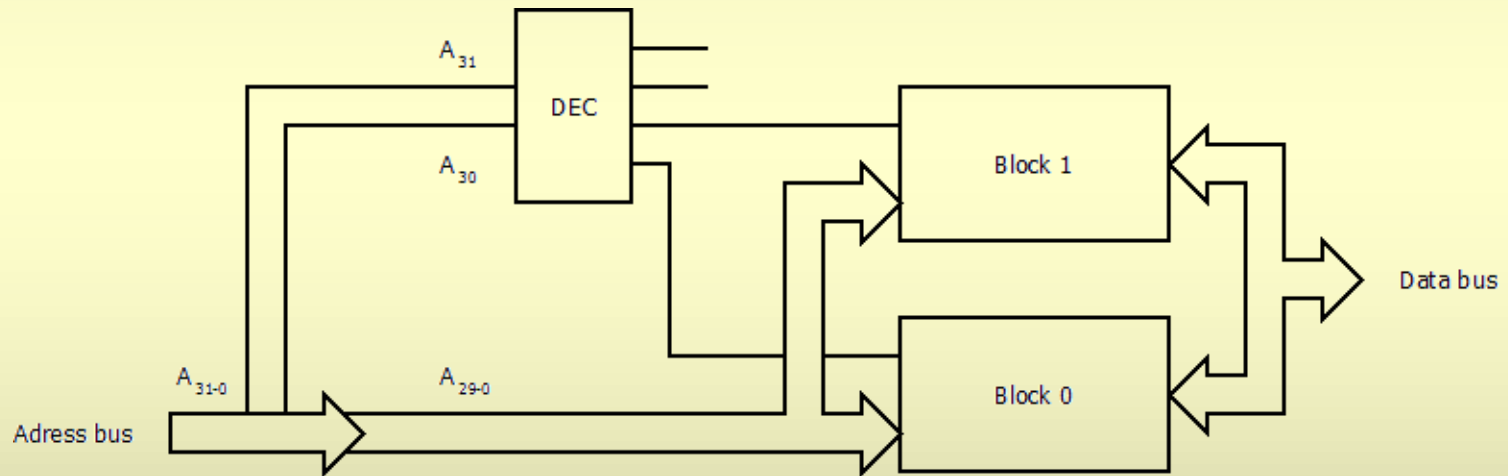 A31
DEC
Block 1
A30
Data bus
A31-0
A29-0
Block 0
Adress bus